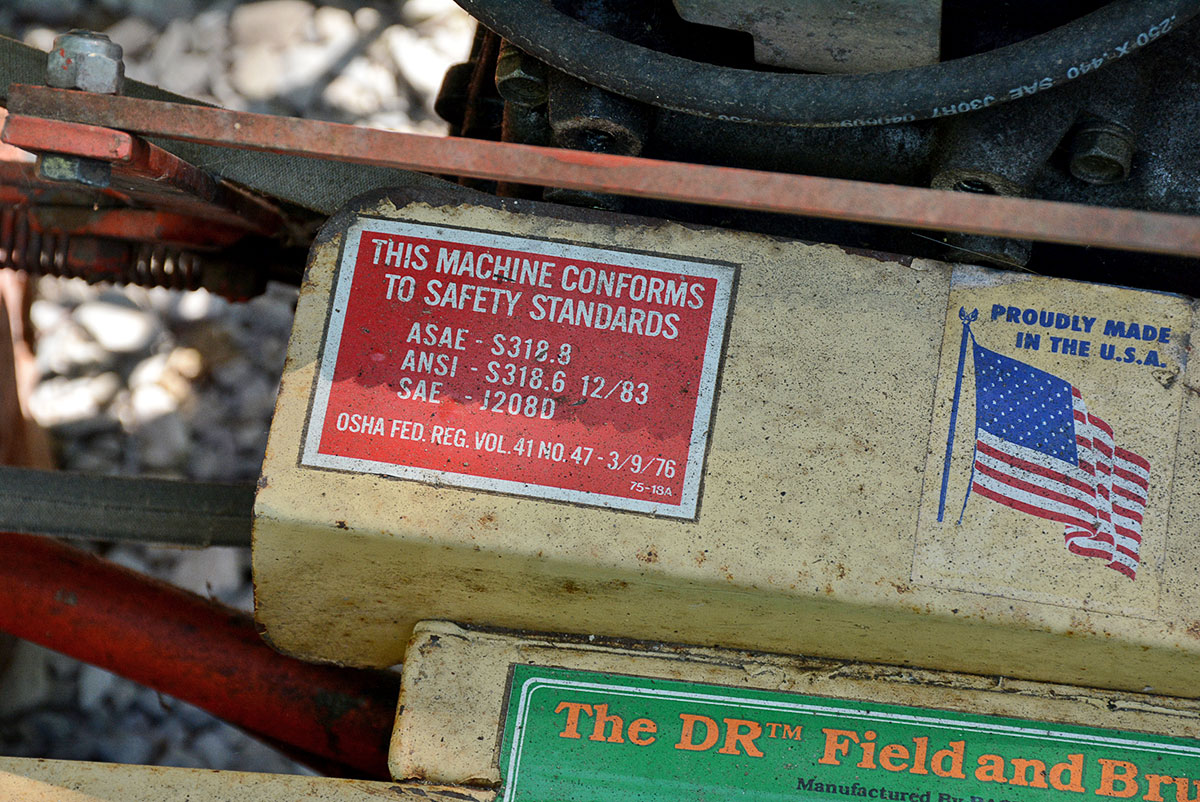 .250 X .440 SAE J30R7
THIS MACHINE CONFORMS
TO SAFETY STANDARDS
ASAE - S318.8
ANSI - S318.6 12/83
SAE - J208D
OSHA FED. REG. VOL. 41 NO. 47 - 3/9/76
75-13A
PROUDLY MADE
IN THE U.S.A.
The DR™ Field and Bru
Manufactured By